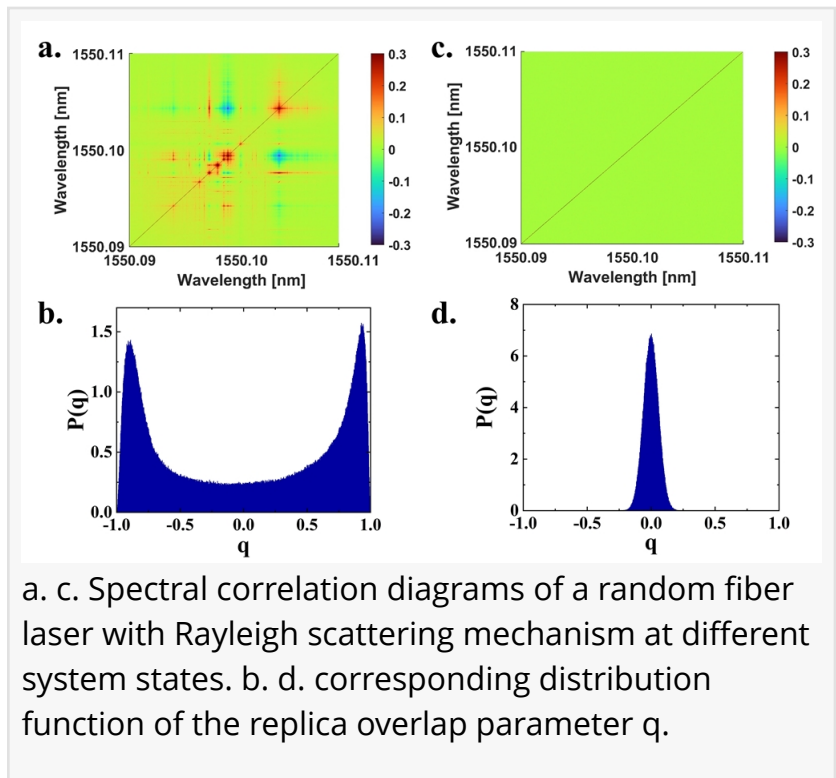 a.
1550.11
1550.10
1550.09
Wavelength [nm]
1550.09 1550.10 1550.11
Wavelength [nm]
0.3
0.2
0.1
0
-0.1
-0.2
-0.3
c.
1550.11
1550.10
1550.09
Wavelength [nm]
1550.09 1550.10 1550.11
Wavelength [nm]
0.3
0.2
0.1
0
-0.1
-0.2
-0.3
b.
1.5
1.0
0.5
0.0
P(q)
-1.0 -0.5 0.0 0.5 1.0
q
d.
8
6
4
2
0
P(q)
-1.0 -0.5 0.0 0.5 1.0
q
a. c. Spectral correlation diagrams of a random fiber
laser with Rayleigh scattering mechanism at different
system states. b. d. corresponding distribution
function of the replica overlap parameter q.